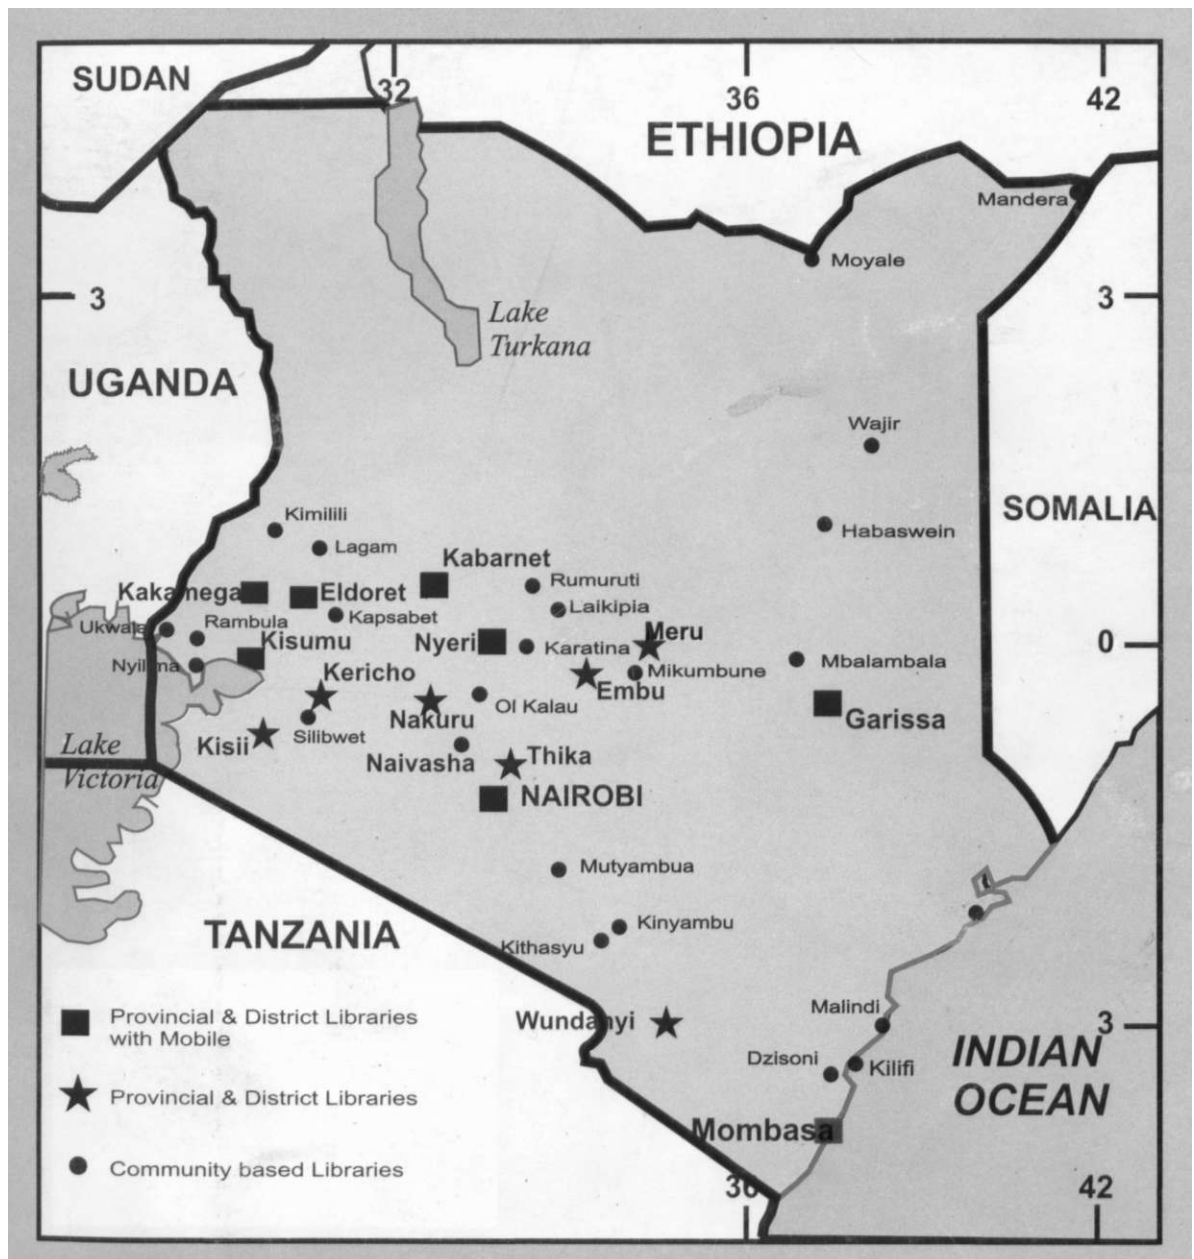 SUDAN
32
36
42
ETHIOPIA
Mandera
Moyale
3
3
Lake
Turkana
UGANDA
Wajir
SOMALIA
Kimilili
Habaswein
Lagam
Kabarnet
Kakamega
Eldoret
Rumuruti
Laikipia
Kapsabet
Ukwala
Rambula
Kisumu
Nyeri
Meru
0
Karatina
Nyilima
Kericho
Mikumbune
Mbalambala
Embu
Ol Kalau
Nakuru
Garissa
Kisii
Silibwet
Lake
Victoria
Naivasha
Thika
NAIROBI
Mutyambua
TANZANIA
Kinyambu
Kithasyu
Malindi
Wundanyi
3
Provincial & District Libraries
with Mobile
INDIAN
OCEAN
Dzisoni
Kilifi
Provincial & District Libraries
Mombasa
Community based Libraries
36
42